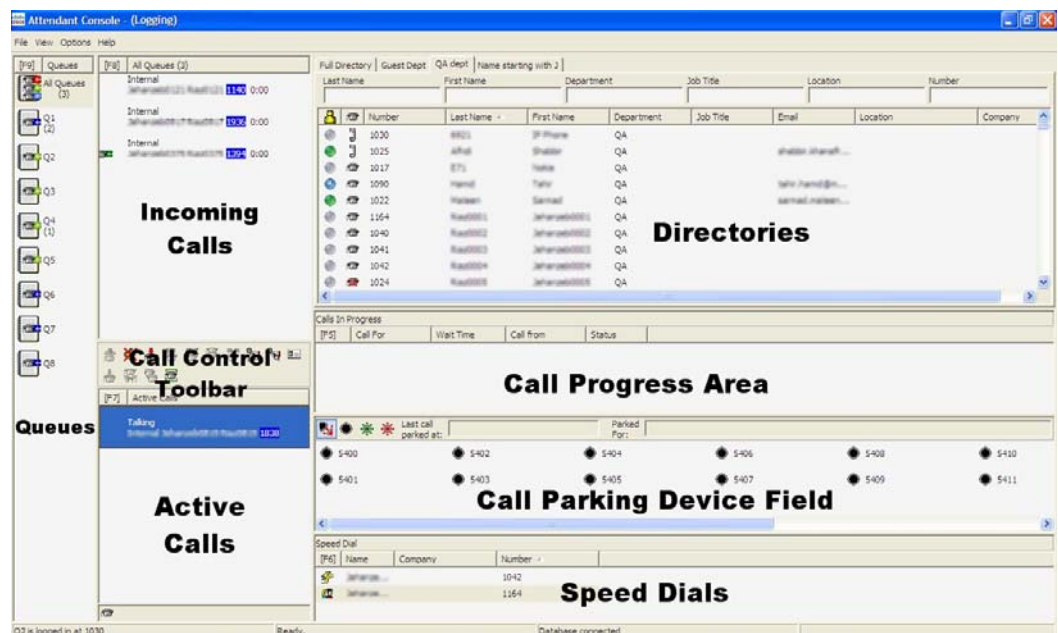 Attendant Console - (Logging)
File View Options Help
[F9] Queues
All Queues
(3)
Q1
(2)
Q2
Q3
Q4
(1)
Q5
Q6
Q7
Q8
Queues
[F8] All Queues (3)
Internal
1140 0:00
Internal
1936 0:00
Internal
1394 0:00
Incoming
Calls
Call Control
Toolbar
[F7] Active Calls
Talking
Internal
1038
Active
Calls
Full Directory Guest Dept QA dept Name starting with J
Last Name First Name Department Job Title Location Number
Number Last Name First Name Department Job Title Email Location Company
1030 IP Phone QA
1025 QA
1017 QA
1090 QA
1022 QA
1164 QA
1040 QA
1041 QA
1042 QA
1024 QA
Directories
Calls In Progress
[F5] Call For Wait Time Call from Status
Call Progress Area
Last call
parked at:
Parked
For:
5400 5402 5404 5406 5408 5410
5401 5403 5405 5407 5409 5411
Call Parking Device Field
Speed Dial
[F6] Name Company Number
1042
1164
Speed Dials
Q2 is logged in at 1030 Ready. Database connected